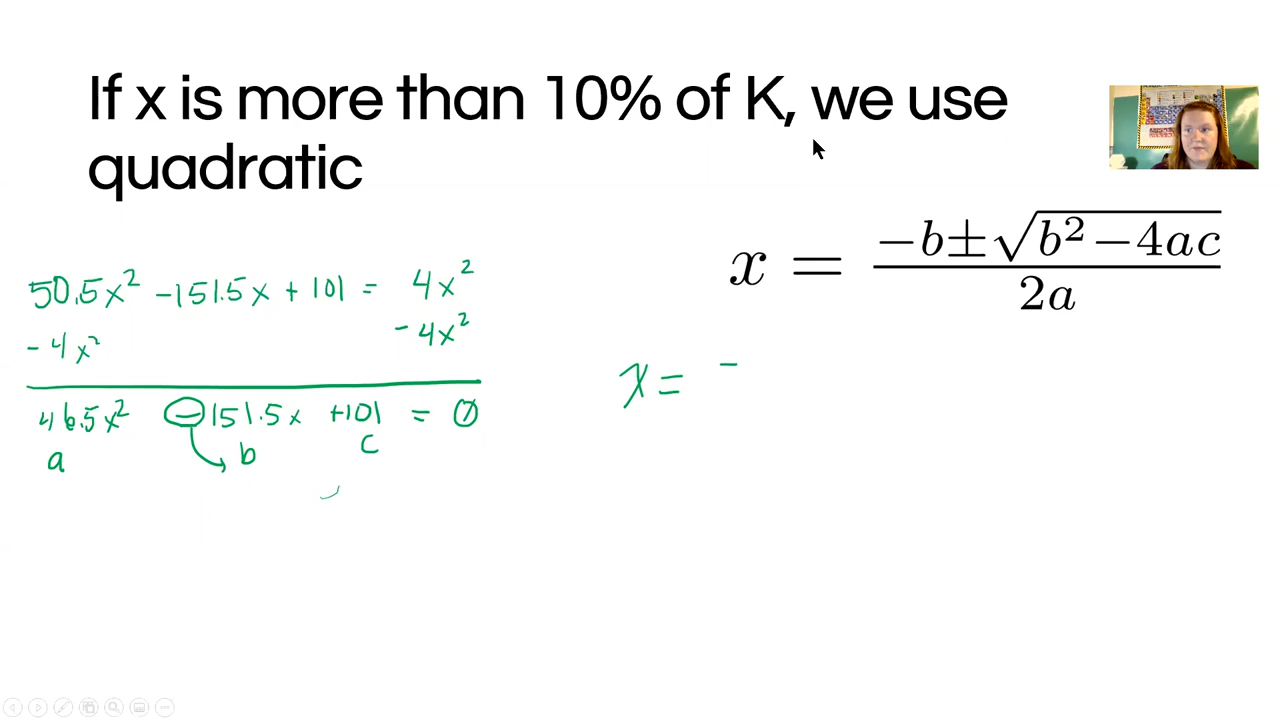 If x is more than 10% of K, we use
quadratic
x = −b±√b²−4ac / 2a
50.5x² -151.5x + 101 = 4x²
- 4x² - 4x²
46.5x² -151.5x +101 = 0
a b c
x = -